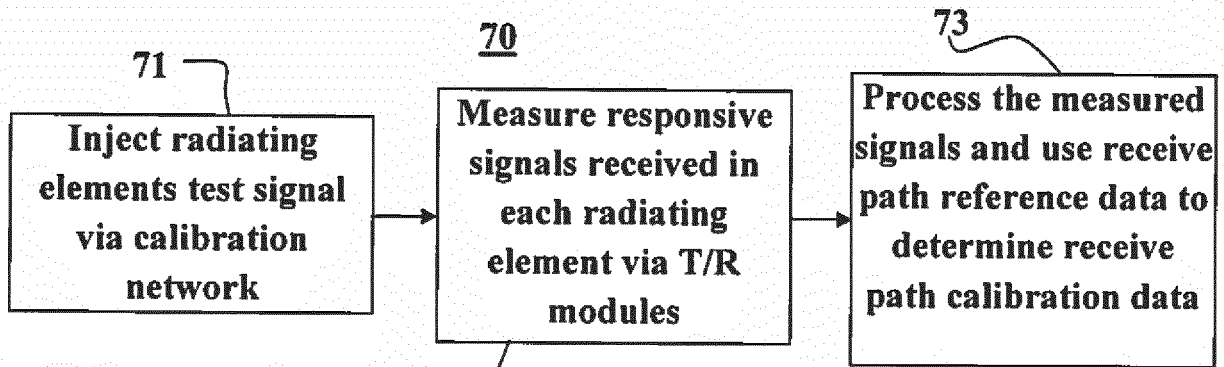 70
71
73
Inject radiating
elements test signal
via calibration
network
Measure responsive
signals received in
each radiating
element via T/R
modules
Process the measured
signals and use receive
path reference data to
determine receive
path calibration data